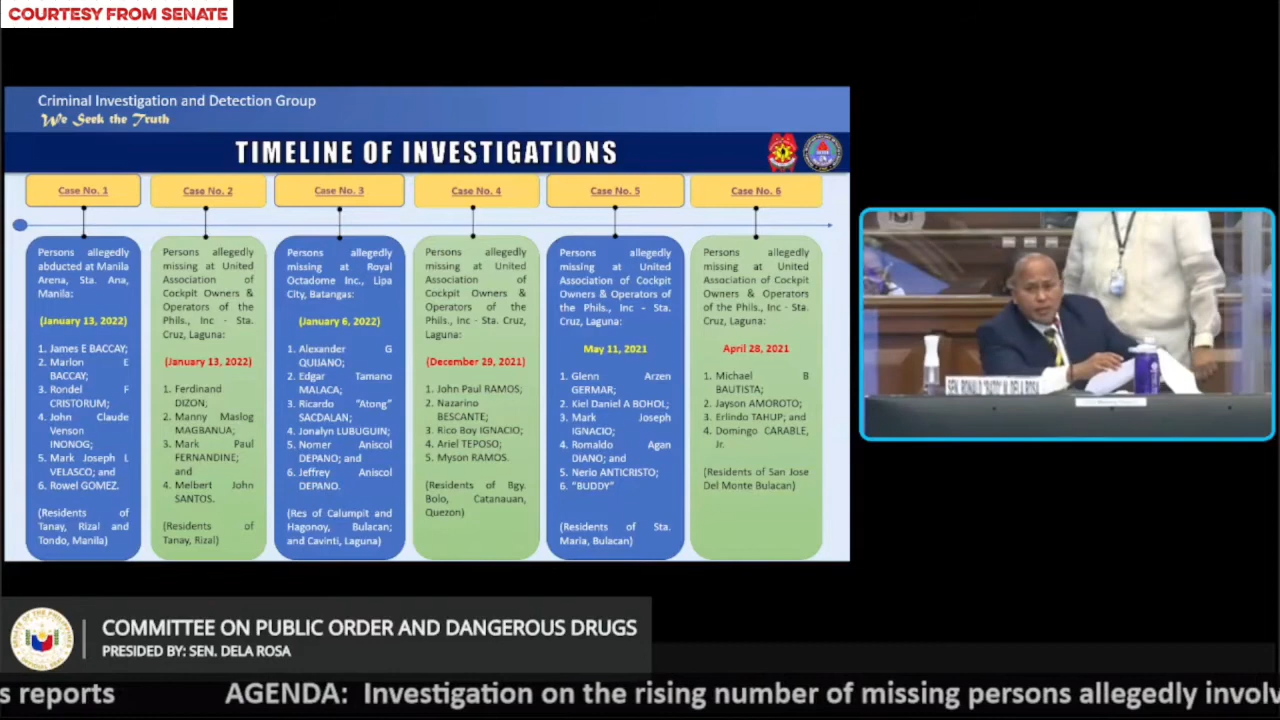 COURTESY FROM SENATE
Criminal Investigation and Detection Group
We Seek the Truth
TIMELINE OF INVESTIGATIONS
Case No. 1
Persons allegedly
abducted at Manila
Arena, Sta. Ana,
Manila:
(January 13, 2022)
1. James E BACCAY;
2. Marlon E
BACCAY;
3. Rondel F
CRISTORUM;
4. John Claude
Venson
INONOG;
5. Mark Joseph L
VELASCO; and
6. Rowel GOMEZ.
(Residents of
Tanay, Rizal and
Tondo, Manila)
Case No. 2
Persons allegedly
missing at United
Association of
Cockpit Owners &
Operators of the
Phils., Inc - Sta.
Cruz, Laguna:
(January 13, 2022)
1. Ferdinand
DIZON;
2. Manny Maslog
MAGBANUA;
3. Mark Paul
FERNANDINE;
and
4. Melbert John
SANTOS.
(Residents of
Tanay, Rizal)
Case No. 3
Persons allegedly
missing at Royal
Octadome Inc., Lipa
City, Batangas:
(January 6, 2022)
1. Alexander G
QUIJANO;
2. Edgar Tamano
MALACA;
3. Ricardo “Atong”
SACDALAN;
4. Jonalyn LUBUGUIN;
5. Nomer Aniscol
DEPANO; and
6. Jeffrey Aniscol
DEPANO.
(Res of Calumpit and
Hagonoy, Bulacan;
and Cavinti, Laguna)
Case No. 4
Persons allegedly
missing at United
Association of
Cockpit Owners &
Operators of the
Phils., Inc - Sta. Cruz,
Laguna:
(December 29, 2021)
1. John Paul RAMOS;
2. Nazarino
BESCANTE;
3. Rico Boy IGNACIO;
4. Ariel TEPOSO;
5. Myson RAMOS.
(Residents of Bgy.
Bolo, Catanauan,
Quezon)
Case No. 5
Persons allegedly
missing at United
Association of Cockpit
Owners & Operators of
the Phils., Inc - Sta.
Cruz, Laguna:
May 11, 2021
1. Glenn Arzen
GERMAR;
2. Kiel Daniel A BOHOL;
3. Mark Joseph
IGNACIO;
4. Romaldo Agan
DIANO; and
5. Nerio ANTICRISTO;
6. “BUDDY”
(Residents of Sta.
Maria, Bulacan)
Case No. 6
Persons allegedly
missing at United
Association of Cockpit
Owners & Operators
of the Phils., Inc - Sta.
Cruz, Laguna:
April 28, 2021
1. Michael B
BAUTISTA;
2. Jayson AMOROTO;
3. Erlindo TAHUP; and
4. Domingo CARABLE,
Jr.
(Residents of San Jose
Del Monte Bulacan)
SEN. RONALD "BATO" M. DELA ROSA
COMMITTEE ON PUBLIC ORDER AND DANGEROUS DRUGS
PRESIDED BY: SEN. DELA ROSA
s reports AGENDA: Investigation on the rising number of missing persons allegedly involv